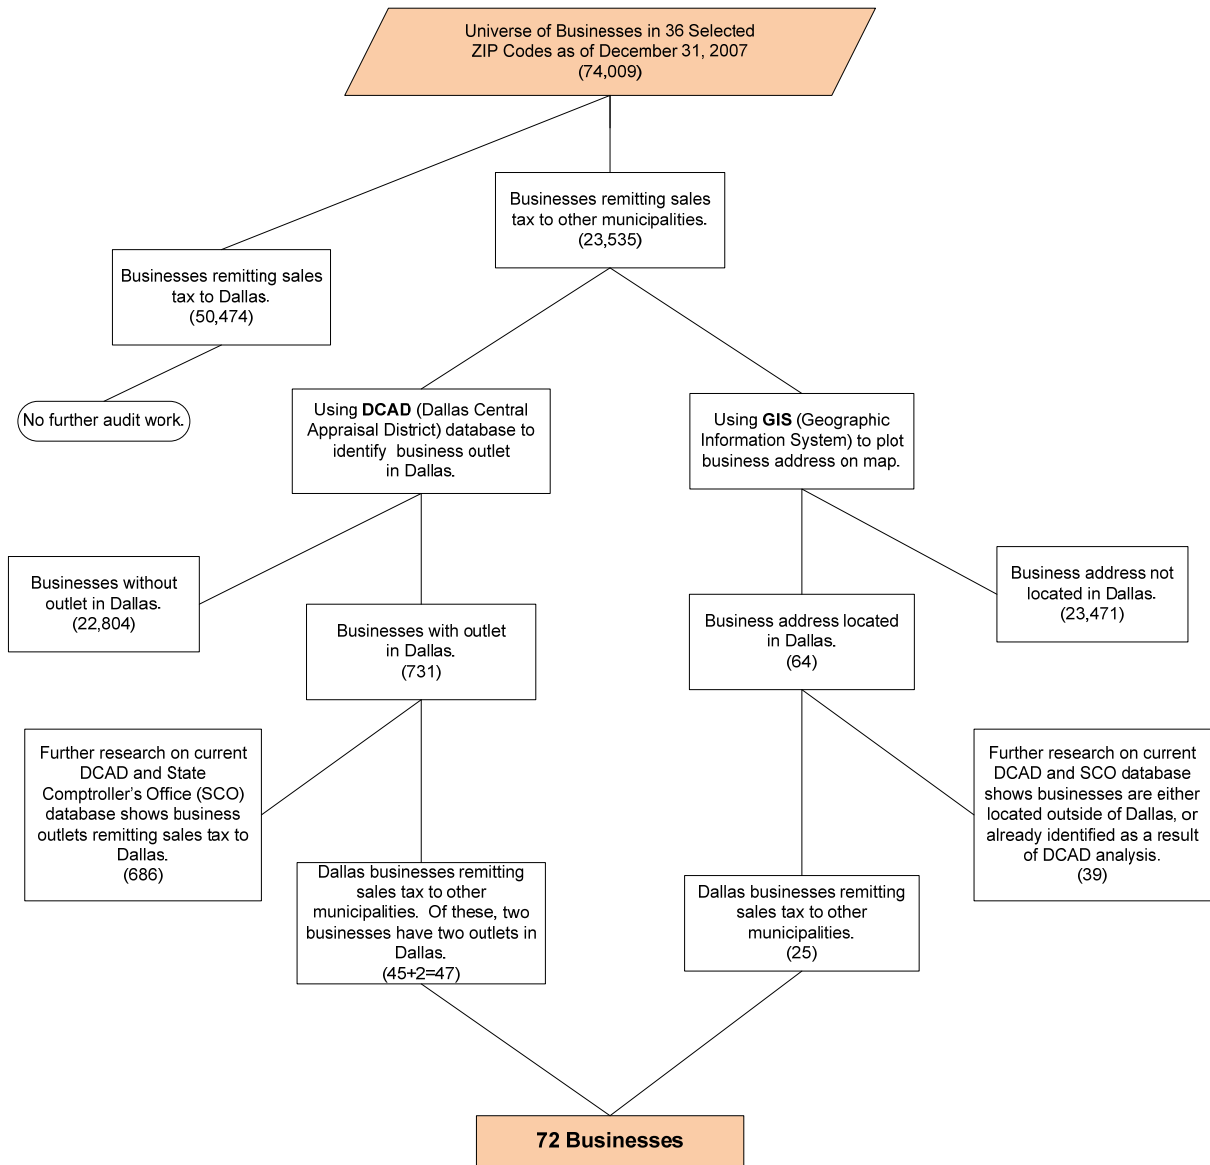 Universe of Businesses in 36 Selected
ZIP Codes as of December 31, 2007
(74,009)
Businesses remitting sales
tax to other municipalities.
(23,535)
Businesses remitting sales
tax to Dallas.
(50,474)
No further audit work.
Using DCAD (Dallas Central
Appraisal District) database to
identify business outlet
in Dallas.
Using GIS (Geographic
Information System) to plot
business address on map.
Businesses without
outlet in Dallas.
(22,804)
Businesses with outlet
in Dallas.
(731)
Business address located
in Dallas.
(64)
Business address not
located in Dallas.
(23,471)
Further research on current
DCAD and State
Comptroller's Office (SCO)
database shows business
outlets remitting sales tax to
Dallas.
(686)
Dallas businesses remitting
sales tax to other
municipalities. Of these, two
businesses have two outlets in
Dallas.
(45+2=47)
Dallas businesses remitting
sales tax to other
municipalities.
(25)
Further research on current
DCAD and SCO database
shows businesses are either
located outside of Dallas, or
already identified as a result
of DCAD analysis.
(39)
72 Businesses